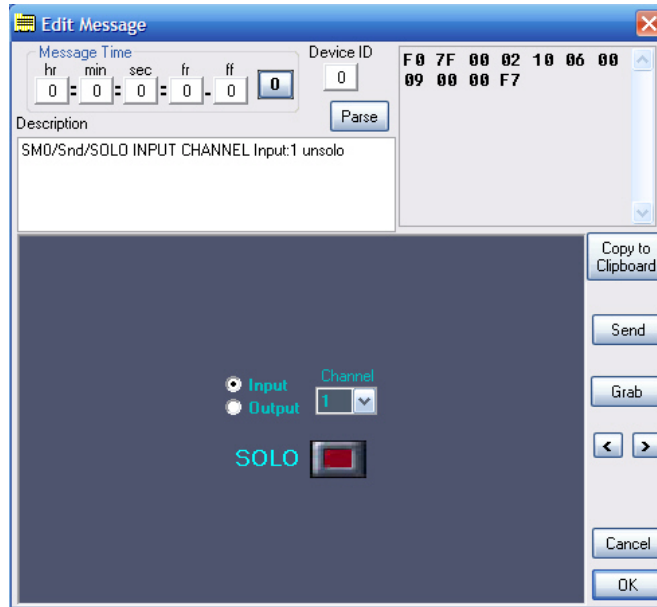 Edit Message
Message Time
hr min sec fr ff
0 : 0 : 0 : 0 . 0 0
Device ID
0
Parse
F0 7F 00 02 10 06 00
09 00 00 F7
Description
SM0/Snd/SOLO INPUT CHANNEL Input:1 unsolo
Copy to
Clipboard
Send
Grab
< >
Cancel
OK
Input
Output
Channel
1
SOLO